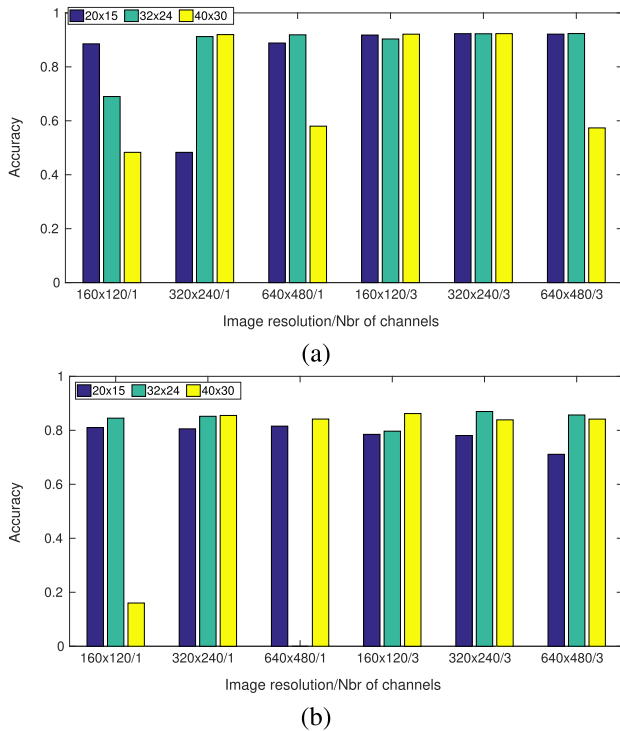 1
20x15 32x24 40x30
0.8
0.6
0.4
0.2
0
Accuracy
160x120/1 320x240/1 640x480/1 160x120/3 320x240/3 640x480/3
Image resolution/Nbr of channels
(a)
1
20x15 32x24 40x30
0.8
0.6
0.4
0.2
0
Accuracy
160x120/1 320x240/1 640x480/1 160x120/3 320x240/3 640x480/3
Image resolution/Nbr of channels
(b)